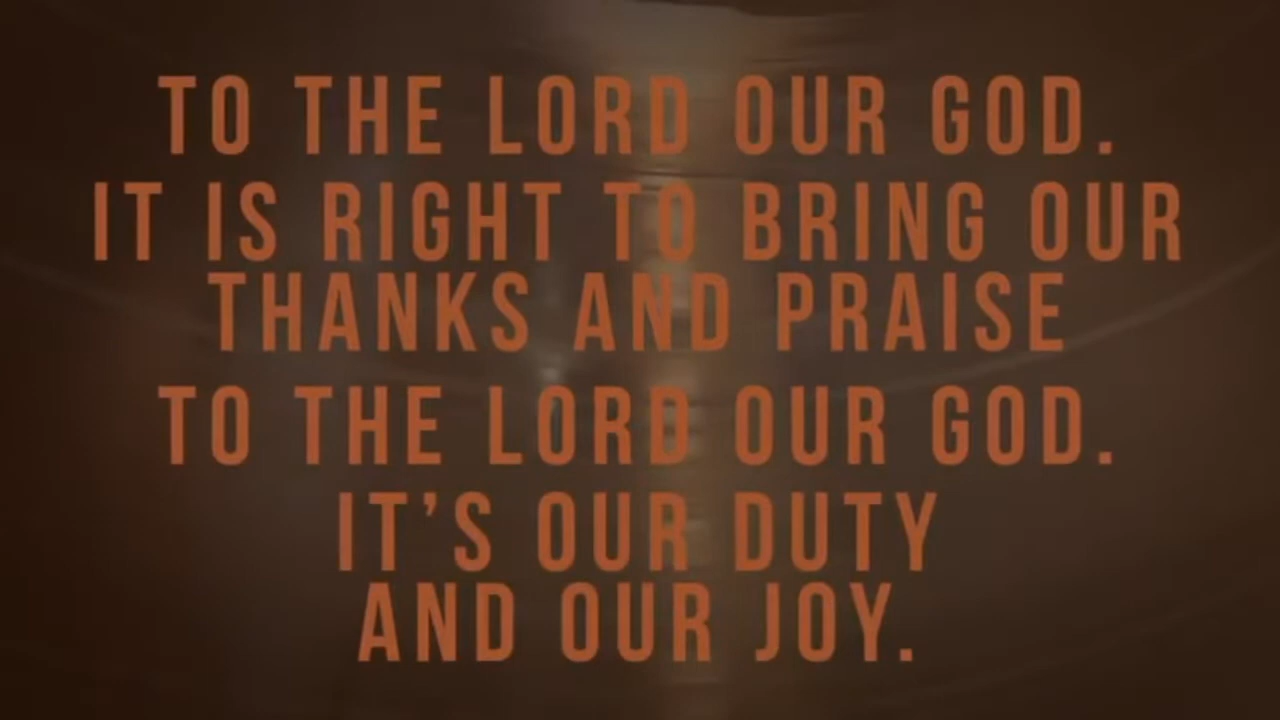 TO THE LORD OUR GOD.
IT IS RIGHT TO BRING OUR
THANKS AND PRAISE
TO THE LORD OUR GOD.
IT’S OUR DUTY
AND OUR JOY.